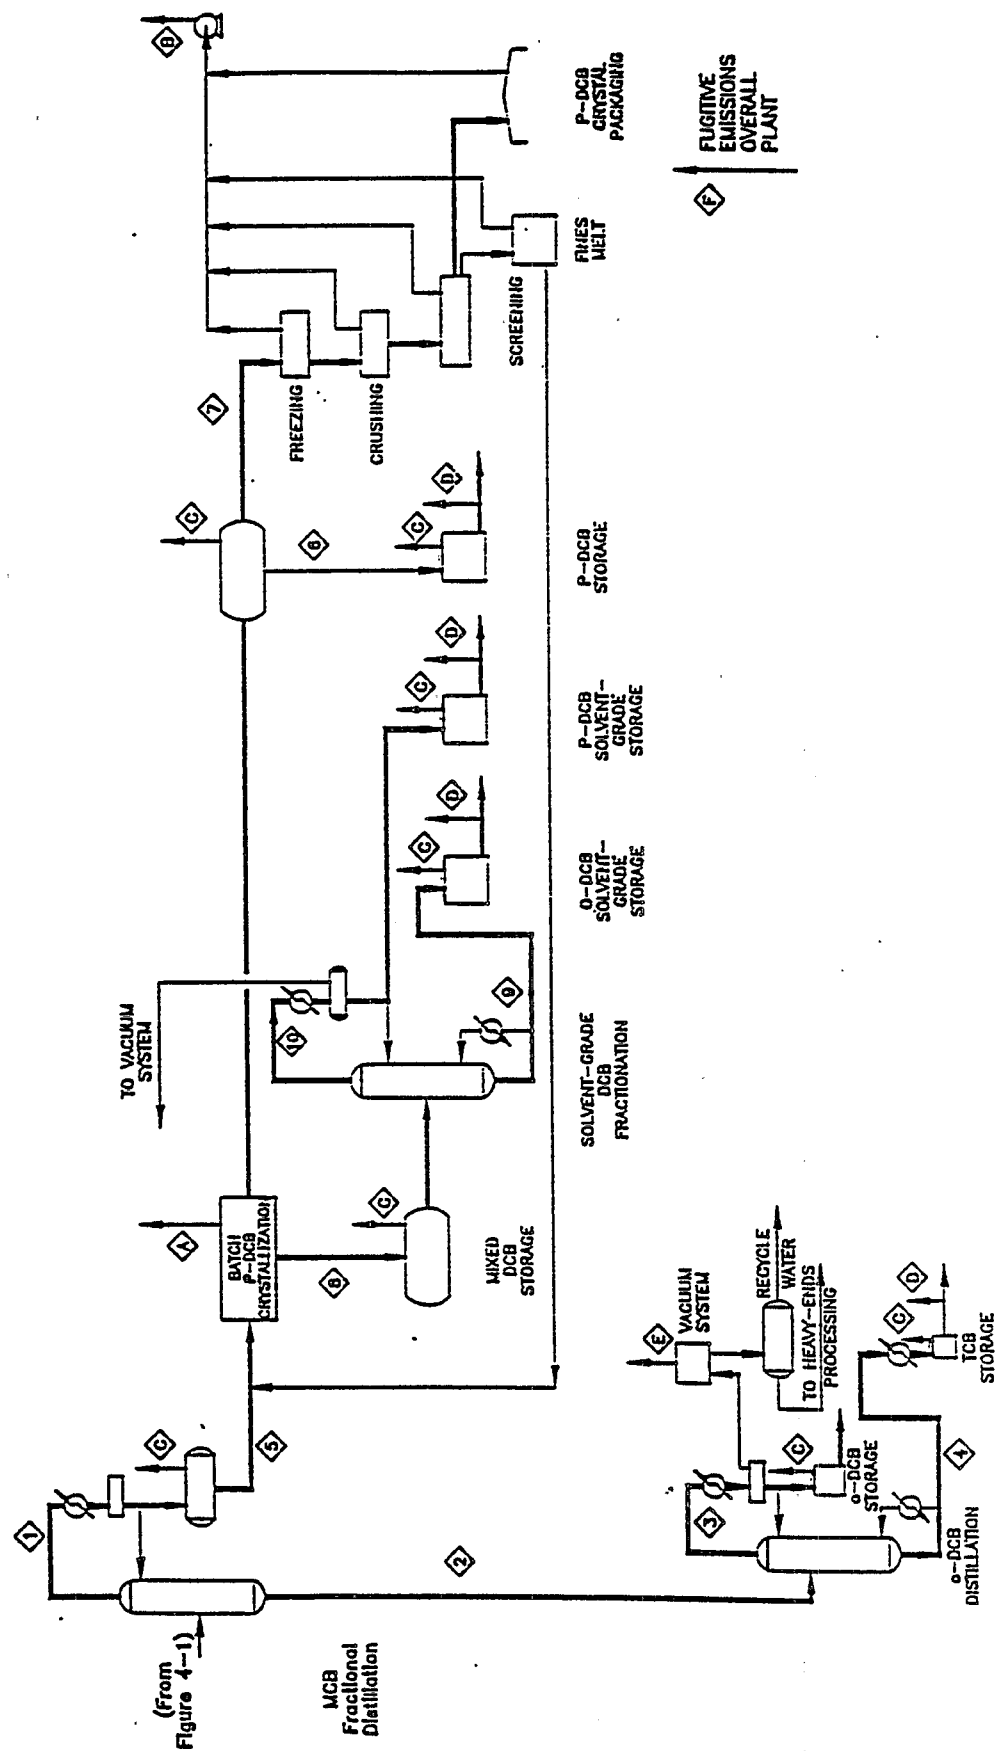 (From
Figure 4-1)
MCB
Fractional
Distillation
1
C
5
2
A
BATCH
P-DCB
CRYSTALLIZATION
8
C
MIXED
DCB
STORAGE
TO VACUUM
SYSTEM
10
9
SOLVENT-GRADE
DCB
FRACTIONATION
C
D
O-DCB
SOLVENT-
GRADE
STORAGE
C
D
P-DCB
SOLVENT-
GRADE
STORAGE
C
6
C
D
P-DCB
STORAGE
7
FREEZING
CRUSHING
SCREENING
FINES
MELT
P-DCB
CRYSTAL
PACKAGING
B
F
FUGITIVE
EMISSIONS
OVERALL
PLANT
3
C
o-DCB
STORAGE
o-DCB
DISTILLATION
4
E
VACUUM
SYSTEM
RECYCLE
WATER
TO HEAVY-ENDS
PROCESSING
C
D
TCB
STORAGE